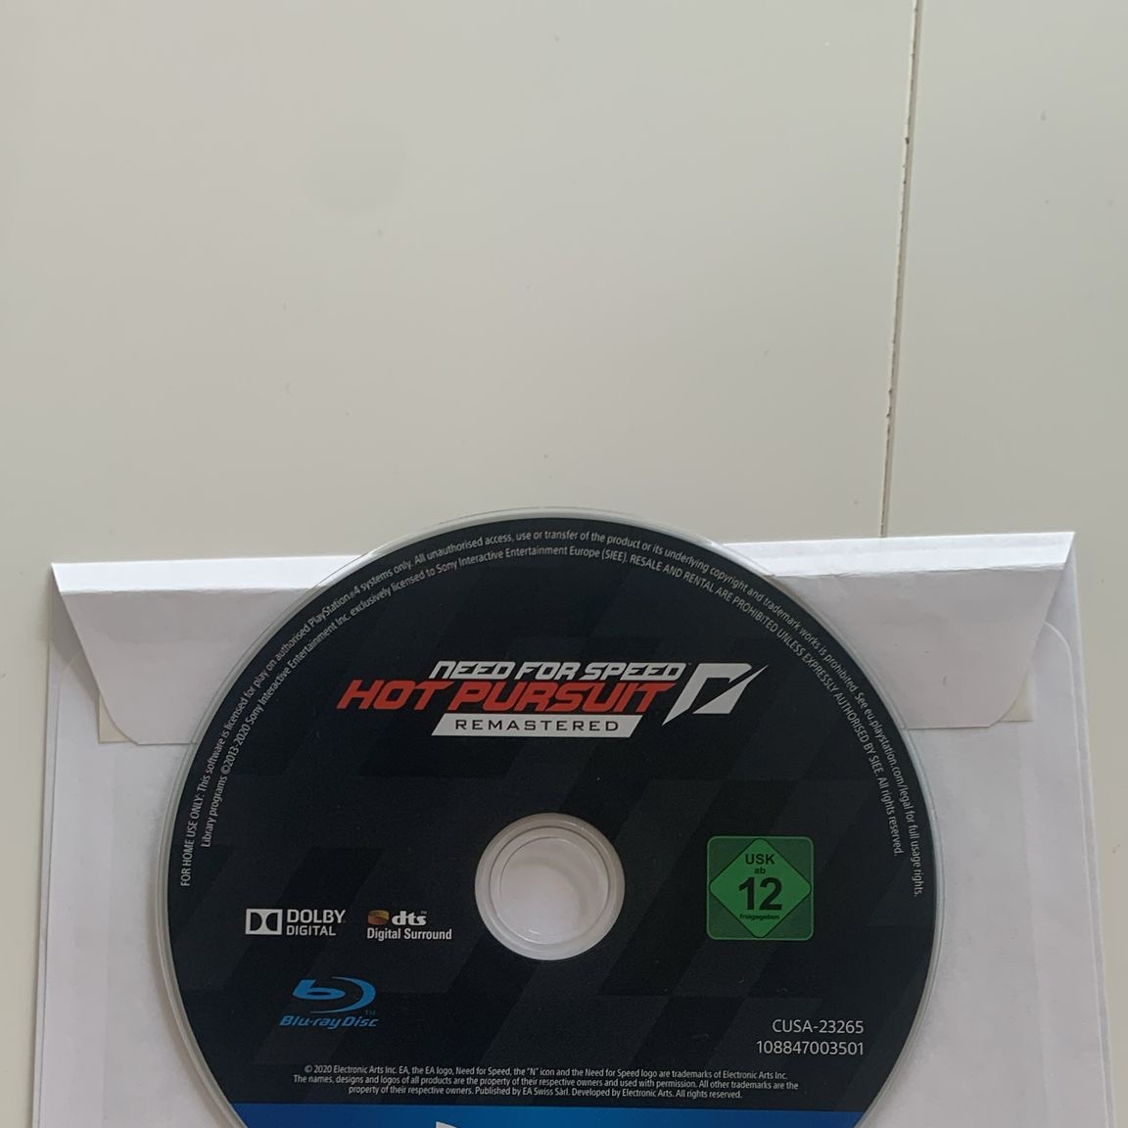 FOR HOME USE ONLY: This software is licensed for play on authorised PlayStation®4 systems only. All unauthorised access, use or transfer of the product or its underlying copyright and trademark works is prohibited. See eu.playstation.com/legal for full usage rights.
Library programs ©2013-2020 Sony Interactive Entertainment Inc. exclusively licensed to Sony Interactive Entertainment Europe (SIEE). RESALE AND RENTAL ARE PROHIBITED UNLESS EXPRESSLY AUTHORISED BY SIEE. All rights reserved.
NEED FOR SPEED™
HOT PURSUIT
REMASTERED
USK
ab
12
freigegeben
DOLBY
DIGITAL
dts™
Digital Surround
Blu-ray Disc™
CUSA-23265
108847003501
© 2020 Electronic Arts Inc. EA, the EA logo, Need for Speed, the "N" icon and the Need for Speed logo are trademarks of Electronic Arts Inc.
The names, designs and logos of all products are the property of their respective owners and used with permission. All other trademarks are the
property of their respective owners. Published by EA Swiss Sàrl. Developed by Electronic Arts. All rights reserved.